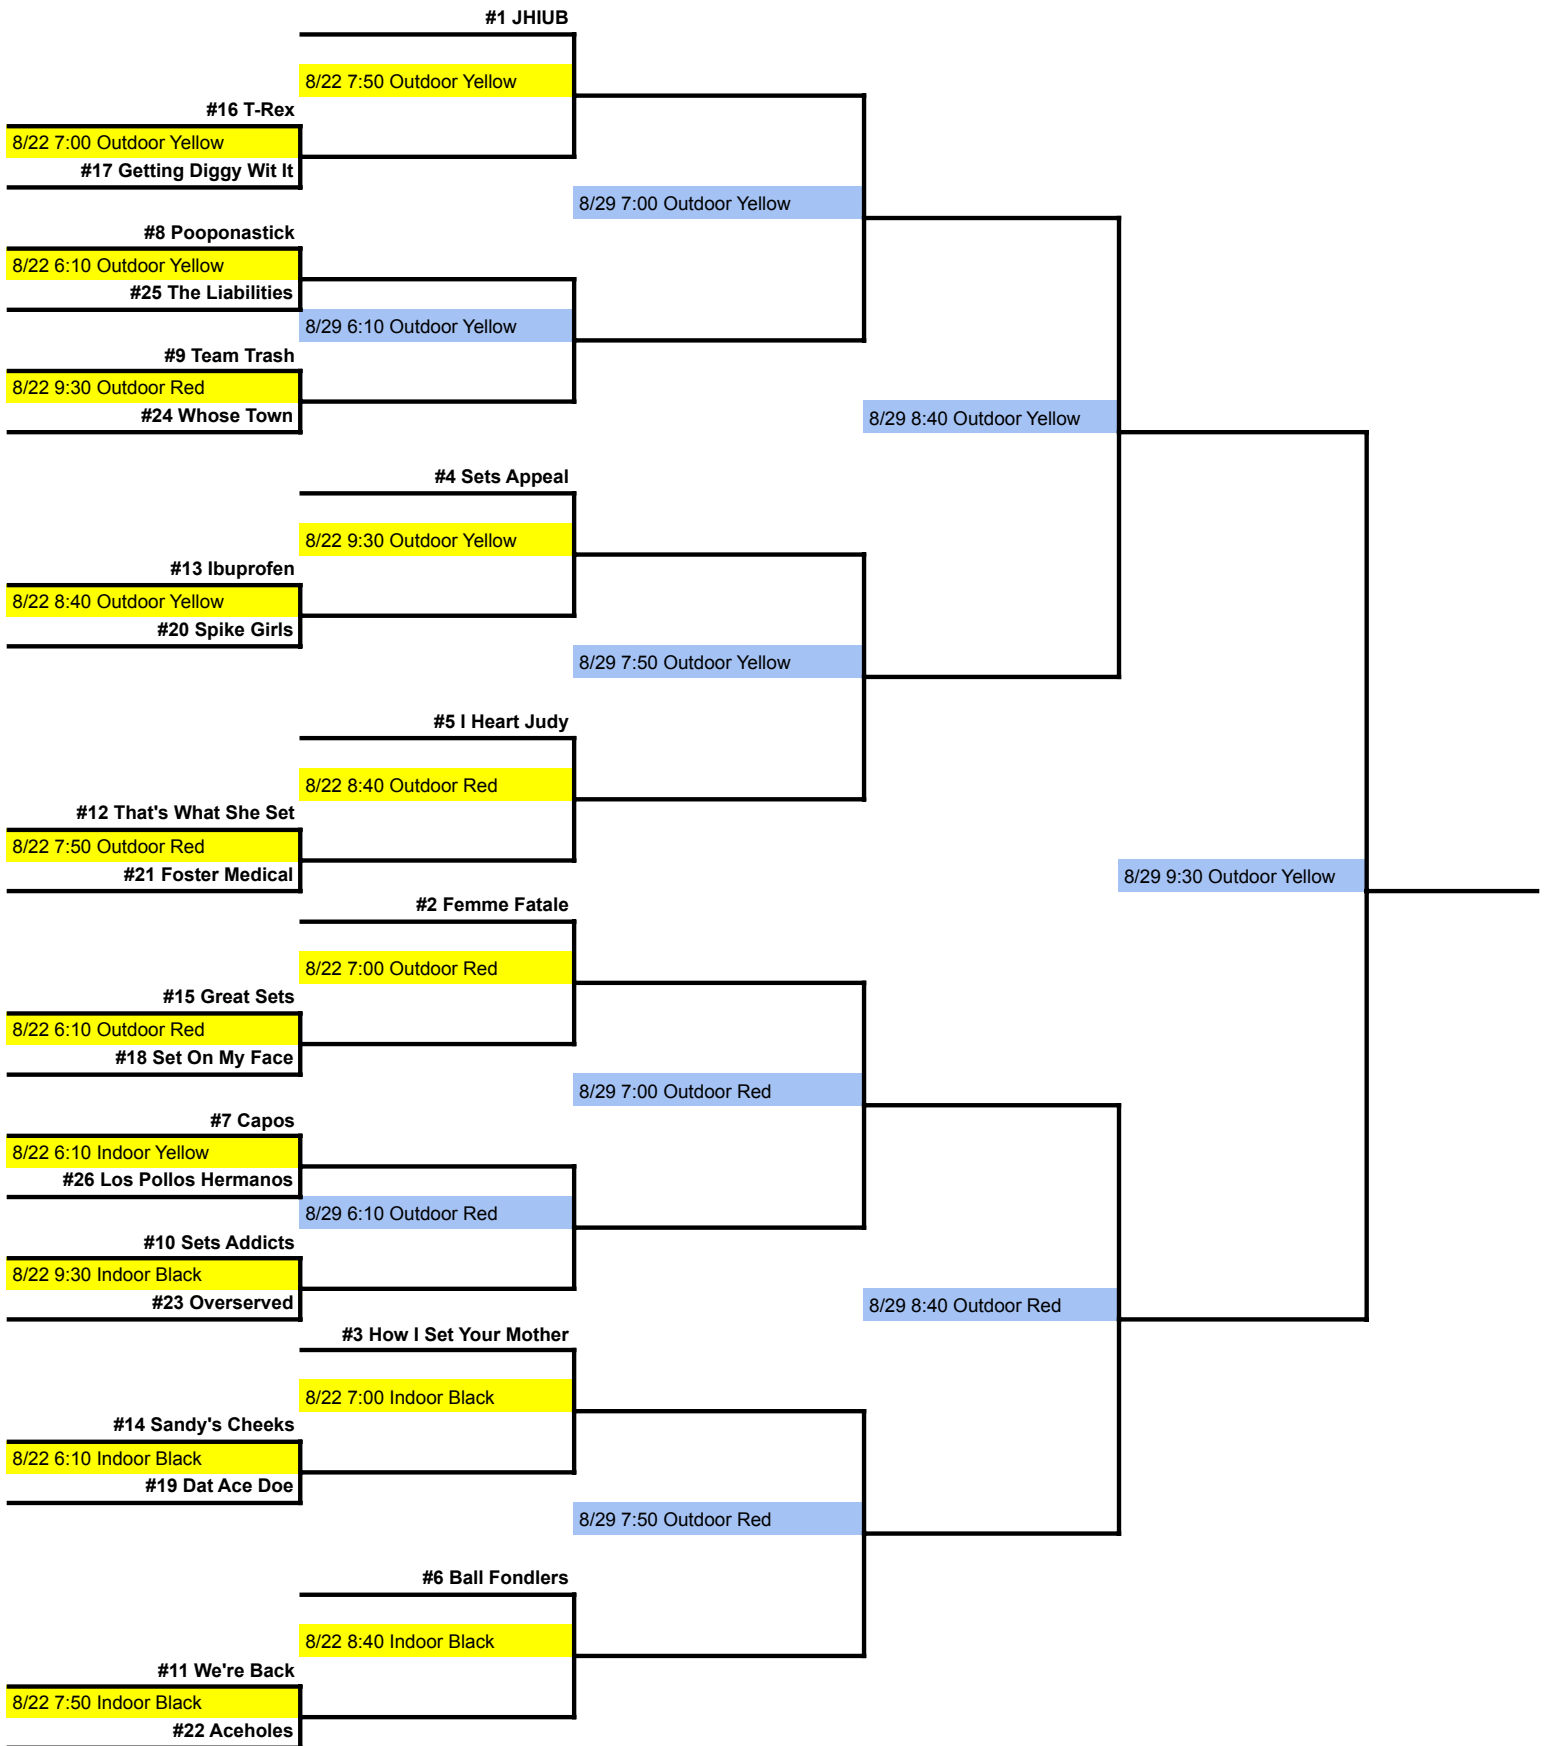 #1 JHIUB
8/22 7:50 Outdoor Yellow
#16 T-Rex
8/22 7:00 Outdoor Yellow
#17 Getting Diggy Wit It
8/29 7:00 Outdoor Yellow
#8 Pooponastick
8/22 6:10 Outdoor Yellow
#25 The Liabilities
8/29 6:10 Outdoor Yellow
#9 Team Trash
8/22 9:30 Outdoor Red
#24 Whose Town
8/29 8:40 Outdoor Yellow
#4 Sets Appeal
8/22 9:30 Outdoor Yellow
#13 Ibuprofen
8/22 8:40 Outdoor Yellow
#20 Spike Girls
8/29 7:50 Outdoor Yellow
#5 I Heart Judy
8/22 8:40 Outdoor Red
#12 That's What She Set
8/22 7:50 Outdoor Red
#21 Foster Medical
8/29 9:30 Outdoor Yellow
#2 Femme Fatale
8/22 7:00 Outdoor Red
#15 Great Sets
8/22 6:10 Outdoor Red
#18 Set On My Face
8/29 7:00 Outdoor Red
#7 Capos
8/22 6:10 Indoor Yellow
#26 Los Pollos Hermanos
8/29 6:10 Outdoor Red
#10 Sets Addicts
8/22 9:30 Indoor Black
#23 Overserved
8/29 8:40 Outdoor Red
#3 How I Set Your Mother
8/22 7:00 Indoor Black
#14 Sandy's Cheeks
8/22 6:10 Indoor Black
#19 Dat Ace Doe
8/29 7:50 Outdoor Red
#6 Ball Fondlers
8/22 8:40 Indoor Black
#11 We're Back
8/22 7:50 Indoor Black
#22 Aceholes